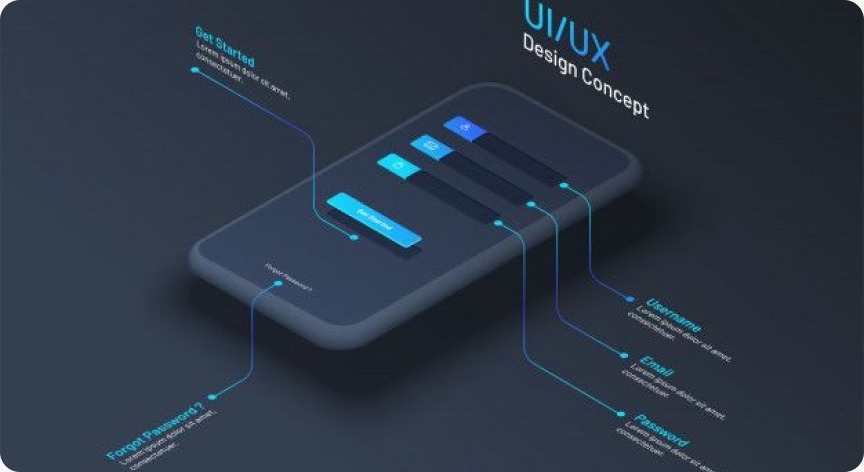 UI/UX
Design Concept
Get Started
Lorem ipsum dolor sit amet,
consectetuer.
Get Started
Forgot Password?
Username
Lorem ipsum dolor sit amet,
consectetuer.
Email
Lorem ipsum dolor sit amet,
consectetuer.
Password
Lorem ipsum dolor sit amet,
consectetuer.
Forgot Password ?
Lorem ipsum dolor sit amet,
consectetuer.